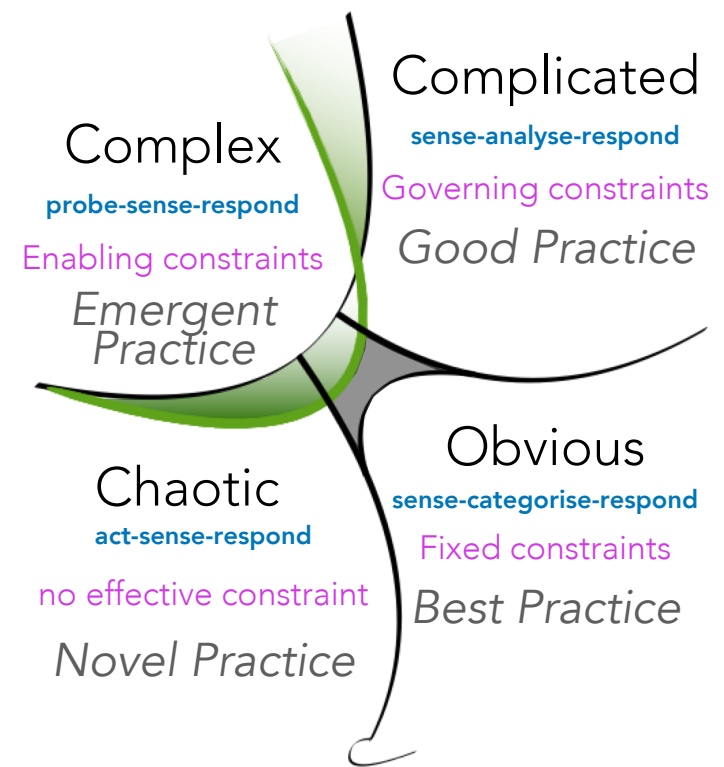 Complex
probe-sense-respond
Enabling constraints
Emergent
Practice
Complicated
sense-analyse-respond
Governing constraints
Good Practice
Chaotic
act-sense-respond
no effective constraint
Novel Practice
Obvious
sense-categorise-respond
Fixed constraints
Best Practice